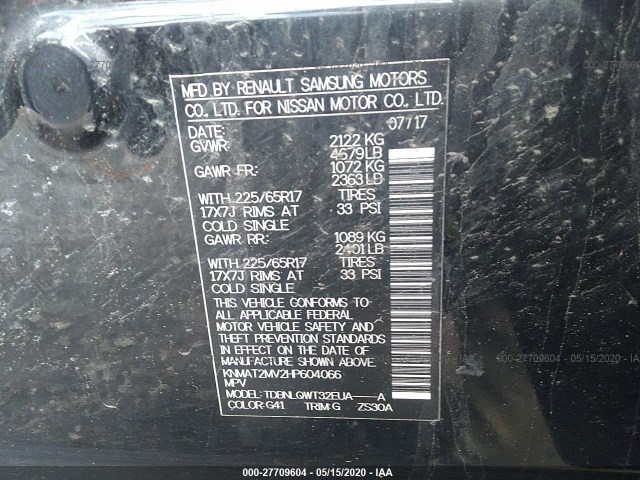 000-27709604 - 05/15/2020 - IAA
MFD BY RENAULT SAMSUNG MOTORS
CO., LTD. FOR NISSAN MOTOR CO., LTD.
DATE: 07/17
GVWR: 2122 KG
4679LB
GAWR FR: 1072 KG
2363LB
WITH 225/65R17 TIRES
17X7J RIMS AT 33 PSI
COLD SINGLE
GAWR RR: 1089 KG
2401LB
WITH 225/65R17 TIRES
17X7J RIMS AT 33 PSI
COLD SINGLE
THIS VEHICLE CONFORMS TO
ALL APPLICABLE FEDERAL
MOTOR VEHICLE SAFETY AND
THEFT PREVENTION STANDARDS
IN EFFECT ON THE DATE OF
MANUFACTURE SHOWN ABOVE.
KNMAT2MV2HP604066
MPV
MODEL: TDBNLGWT32EUA----A
COLOR:G41 TRIM:G ZS30A
000-27709604 - 05/15/2020 - IAA